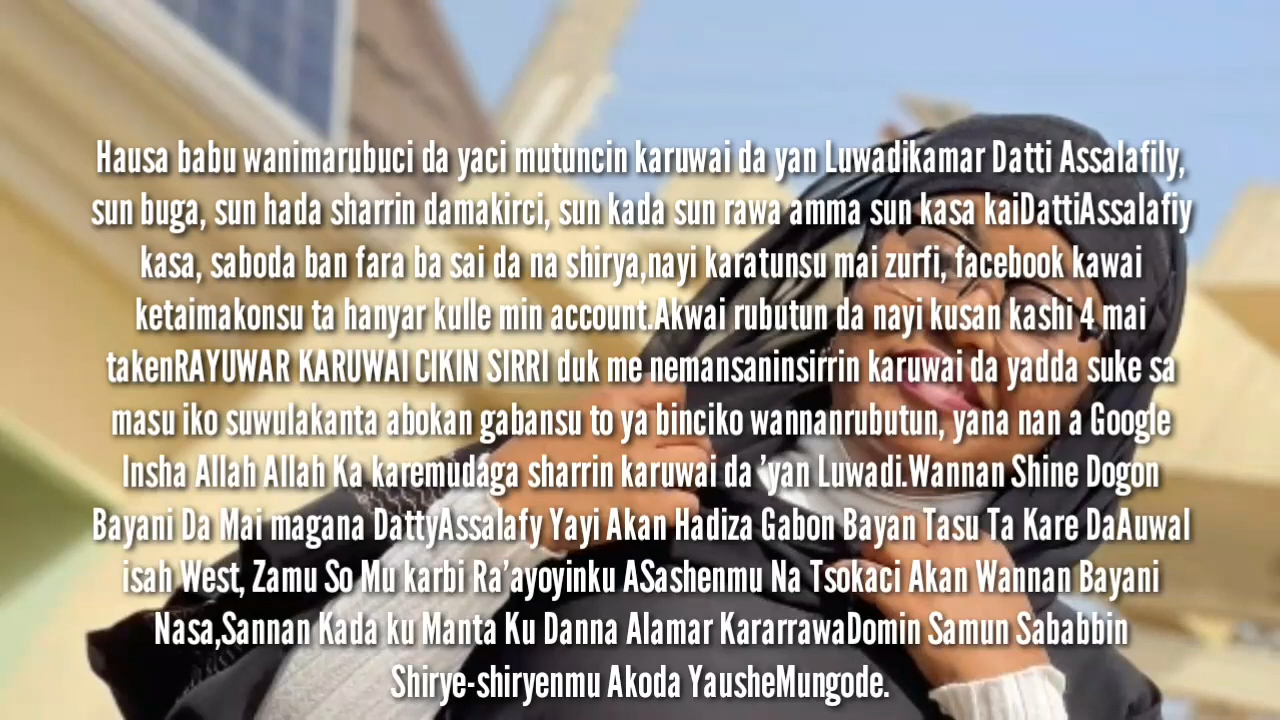 Hausa babu wanimarubuci da yaci mutuncin karuwai da yan Luwadikamar Datti Assalafily,
sun buga, sun hada sharrin damakirci, sun kada sun rawa amma sun kasa kaiDattiAssalafiy
kasa, saboda ban fara ba sai da na shirya,nayi karatunsu mai zurfi, facebook kawai
ketaimakonsu ta hanyar kulle min account.Akwai rubutun da nayi kusan kashi 4 mai
takenRAYUWAR KARUWAI CIKIN SIRRI duk me nemansaninsirrin karuwai da yadda suke sa
masu iko suwulakanta abokan gabansu to ya binciko wannanrubutun, yana nan a Google
Insha Allah Allah Ka karemudaga sharrin karuwai da 'yan Luwadi.Wannan Shine Dogon
Bayani Da Mai magana DattyAssalafy Yayi Akan Hadiza Gabon Bayan Tasu Ta Kare DaAuwal
isah West, Zamu So Mu karbi Ra'ayoyinku ASashenmu Na Tsokaci Akan Wannan Bayani
Nasa,Sannan Kada ku Manta Ku Danna Alamar KararrawaDomin Samun Sababbin
Shirye-shiryenmu Akoda YausheMungode.